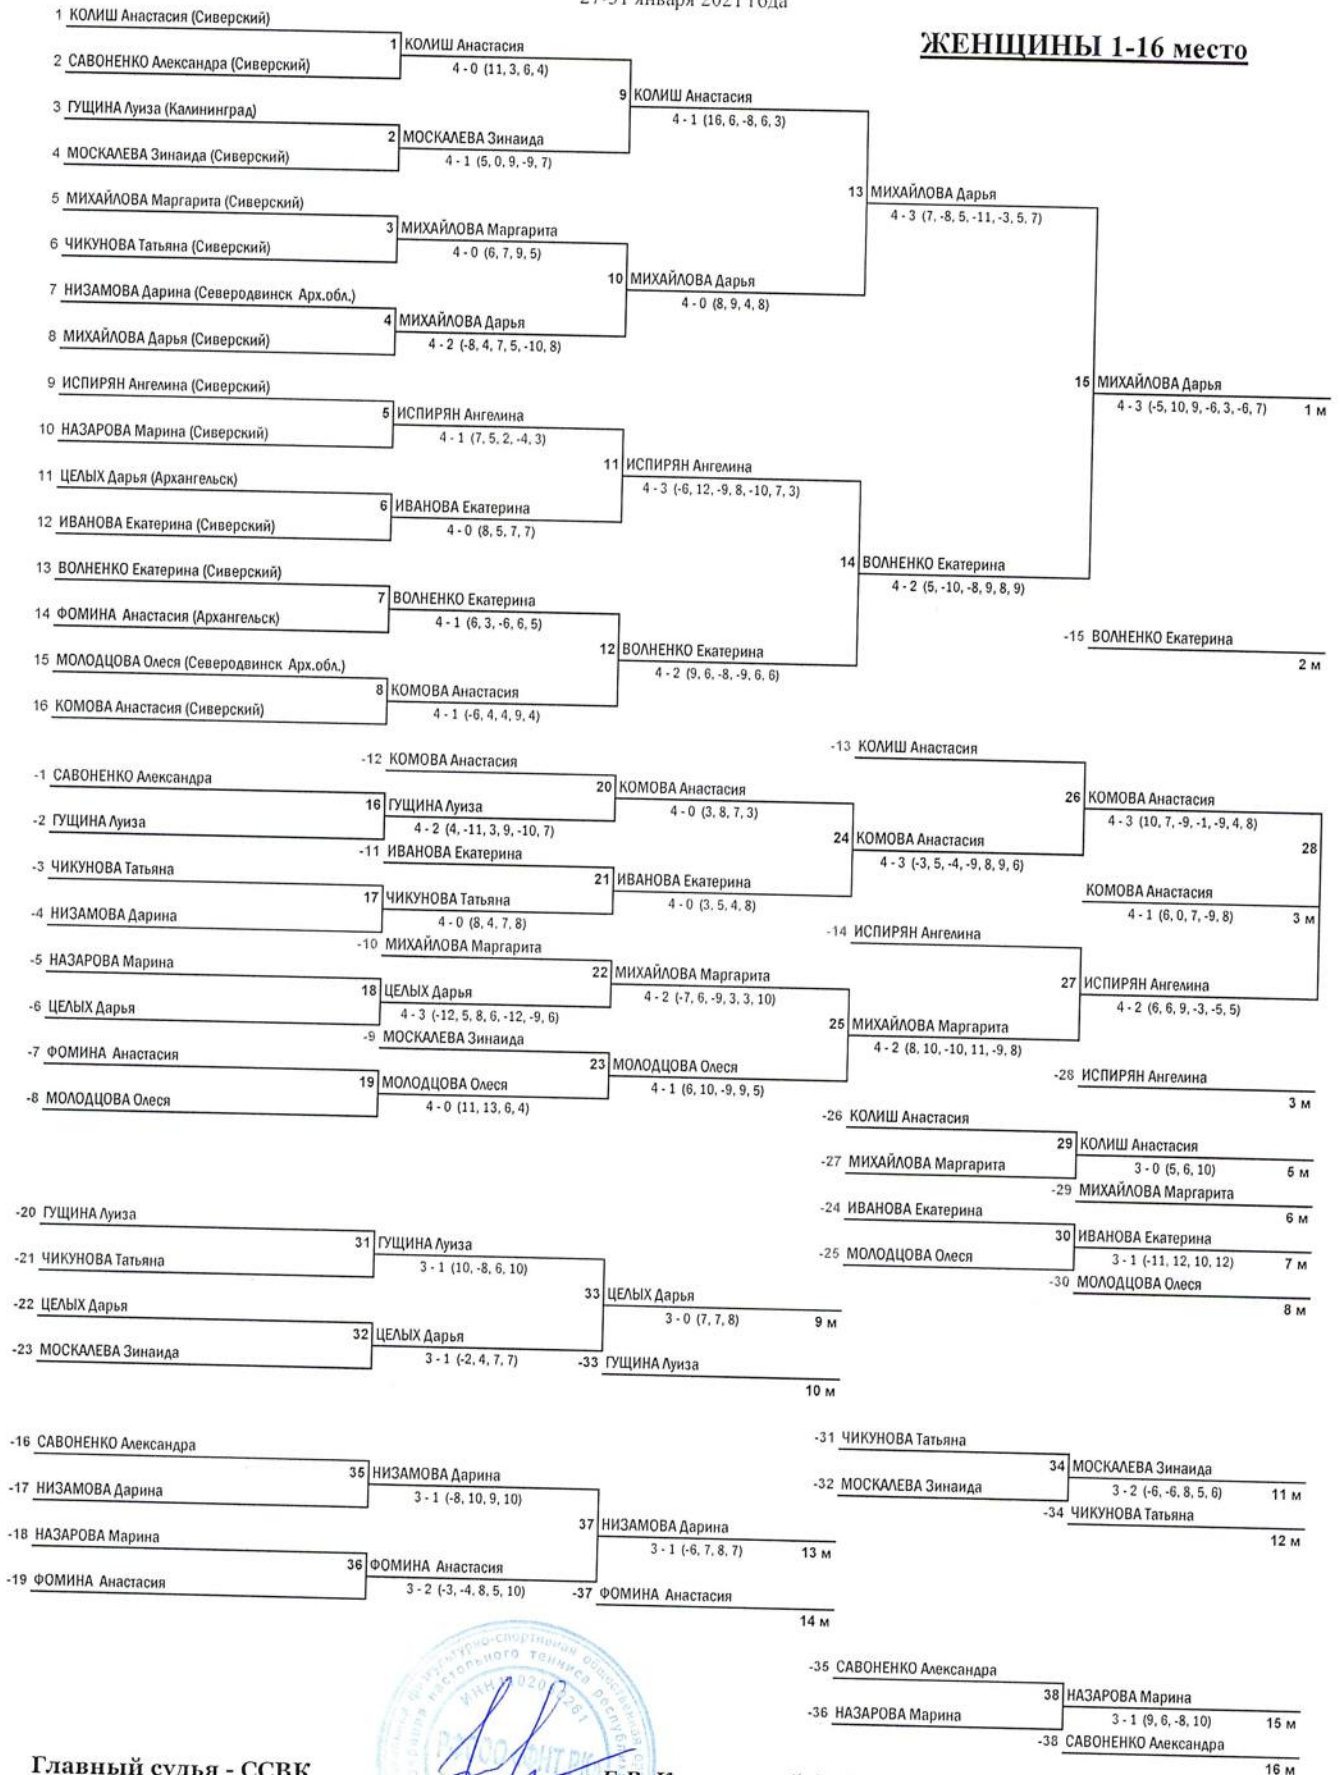 27-31 января 2021 года
ЖЕНЩИНЫ 1-16 место
1 КОЛИШ Анастасия (Сиверский)
2 САВОНЕНКО Александра (Сиверский)
3 ГУЩИНА Луиза (Калининград)
4 МОСКАЛЕВА Зинаида (Сиверский)
5 МИХАЙЛОВА Маргарита (Сиверский)
6 ЧИКУНОВА Татьяна (Сиверский)
7 НИЗАМОВА Дарина (Северодвинск Арх.обл.)
8 МИХАЙЛОВА Дарья (Сиверский)
9 ИСПИРЯН Ангелина (Сиверский)
10 НАЗАРОВА Марина (Сиверский)
11 ЦЕЛЫХ Дарья (Архангельск)
12 ИВАНОВА Екатерина (Сиверский)
13 ВОЛНЕНКО Екатерина (Сиверский)
14 ФОМИНА Анастасия (Архангельск)
15 МОЛОДЦОВА Олеся (Северодвинск Арх.обл.)
16 КОМОВА Анастасия (Сиверский)
1 КОЛИШ Анастасия
4 - 0 (11, 3, 6, 4)
2 МОСКАЛЕВА Зинаида
4 - 1 (5, 0, 9, -9, 7)
3 МИХАЙЛОВА Маргарита
4 - 0 (6, 7, 9, 5)
4 МИХАЙЛОВА Дарья
4 - 2 (-8, 4, 7, 5, -10, 8)
5 ИСПИРЯН Ангелина
4 - 1 (7, 5, 2, -4, 3)
6 ИВАНОВА Екатерина
4 - 0 (8, 5, 7, 7)
7 ВОЛНЕНКО Екатерина
4 - 1 (6, 3, -6, 6, 5)
8 КОМОВА Анастасия
4 - 1 (-6, 4, 4, 9, 4)
9 КОЛИШ Анастасия
4 - 1 (16, 6, -8, 6, 3)
10 МИХАЙЛОВА Дарья
4 - 0 (8, 9, 4, 8)
11 ИСПИРЯН Ангелина
4 - 3 (-6, 12, -9, 8, -10, 7, 3)
12 ВОЛНЕНКО Екатерина
4 - 2 (9, 6, -8, -9, 6, 6)
13 МИХАЙЛОВА Дарья
4 - 3 (7, -8, 5, -11, -3, 5, 7)
14 ВОЛНЕНКО Екатерина
4 - 2 (5, -10, -8, 9, 8, 9)
15 МИХАЙЛОВА Дарья
4 - 3 (-5, 10, 9, -6, 3, -6, 7) 1 м
-15 ВОЛНЕНКО Екатерина
2 м
-1 САВОНЕНКО Александра
-2 ГУЩИНА Луиза
-3 ЧИКУНОВА Татьяна
-4 НИЗАМОВА Дарина
-5 НАЗАРОВА Марина
-6 ЦЕЛЫХ Дарья
-7 ФОМИНА Анастасия
-8 МОЛОДЦОВА Олеся
-12 КОМОВА Анастасия
16 ГУЩИНА Луиза
4 - 2 (4, -11, 3, 9, -10, 7)
-11 ИВАНОВА Екатерина
17 ЧИКУНОВА Татьяна
4 - 0 (8, 4, 7, 8)
-10 МИХАЙЛОВА Маргарита
18 ЦЕЛЫХ Дарья
4 - 3 (-12, 5, 8, 6, -12, -9, 6)
-9 МОСКАЛЕВА Зинаида
19 МОЛОДЦОВА Олеся
4 - 0 (11, 13, 6, 4)
20 КОМОВА Анастасия
4 - 0 (3, 8, 7, 3)
21 ИВАНОВА Екатерина
4 - 0 (3, 5, 4, 8)
22 МИХАЙЛОВА Маргарита
4 - 2 (-7, 6, -9, 3, 3, 10)
23 МОЛОДЦОВА Олеся
4 - 1 (6, 10, -9, 9, 5)
-13 КОЛИШ Анастасия
24 КОМОВА Анастасия
4 - 3 (-3, 5, -4, -9, 8, 9, 6)
-14 ИСПИРЯН Ангелина
25 МИХАЙЛОВА Маргарита
4 - 2 (8, 10, -10, 11, -9, 8)
26 КОМОВА Анастасия
4 - 3 (10, 7, -9, -1, -9, 4, 8)
28
КОМОВА Анастасия
4 - 1 (6, 0, 7, -9, 8) 3 м
27 ИСПИРЯН Ангелина
4 - 2 (6, 6, 9, -3, -5, 5)
-28 ИСПИРЯН Ангелина
3 м
-26 КОЛИШ Анастасия
-27 МИХАЙЛОВА Маргарита
29 КОЛИШ Анастасия
3 - 0 (5, 6, 10) 5 м
-29 МИХАЙЛОВА Маргарита
6 м
-24 ИВАНОВА Екатерина
-25 МОЛОДЦОВА Олеся
30 ИВАНОВА Екатерина
3 - 1 (-11, 12, 10, 12) 7 м
-30 МОЛОДЦОВА Олеся
8 м
-20 ГУЩИНА Луиза
-21 ЧИКУНОВА Татьяна
-22 ЦЕЛЫХ Дарья
-23 МОСКАЛЕВА Зинаида
31 ГУЩИНА Луиза
3 - 1 (10, -8, 6, 10)
32 ЦЕЛЫХ Дарья
3 - 1 (-2, 4, 7, 7)
33 ЦЕЛЫХ Дарья
3 - 0 (7, 7, 8) 9 м
-33 ГУЩИНА Луиза
10 м
-16 САВОНЕНКО Александра
-17 НИЗАМОВА Дарина
-18 НАЗАРОВА Марина
-19 ФОМИНА Анастасия
35 НИЗАМОВА Дарина
3 - 1 (-8, 10, 9, 10)
36 ФОМИНА Анастасия
3 - 2 (-3, -4, 8, 5, 10)
37 НИЗАМОВА Дарина
3 - 1 (-6, 7, 8, 7) 13 м
-37 ФОМИНА Анастасия
14 м
-31 ЧИКУНОВА Татьяна
-32 МОСКАЛЕВА Зинаида
34 МОСКАЛЕВА Зинаида
3 - 2 (-6, -6, 8, 5, 6) 11 м
-34 ЧИКУНОВА Татьяна
12 м
-35 САВОНЕНКО Александра
-36 НАЗАРОВА Марина
38 НАЗАРОВА Марина
3 - 1 (9, 6, -8, 10) 15 м
-38 САВОНЕНКО Александра
16 м
Главный судья - ССВК